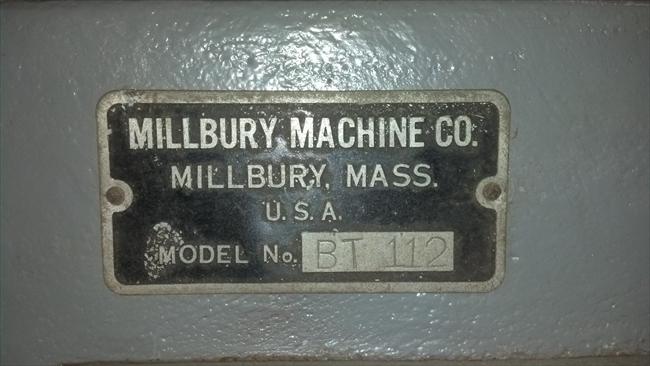 MILLBURY MACHINE CO.
MILLBURY, MASS.
U.S.A.
MODEL No. BT 112